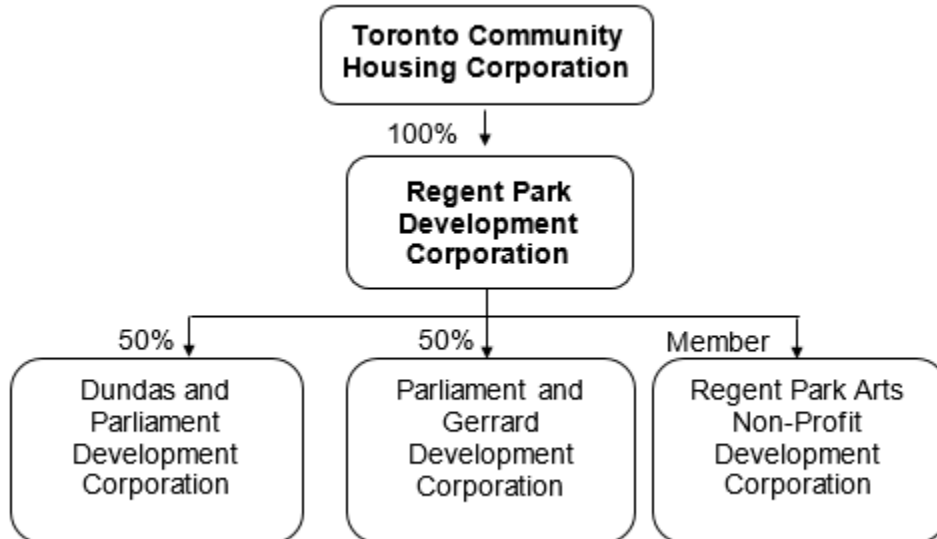 Toronto Community
Housing Corporation
100%
Regent Park
Development
Corporation
50%
50%
Member
Dundas and
Parliament
Development
Corporation
Parliament and
Gerrard
Development
Corporation
Regent Park Arts
Non-Profit
Development
Corporation